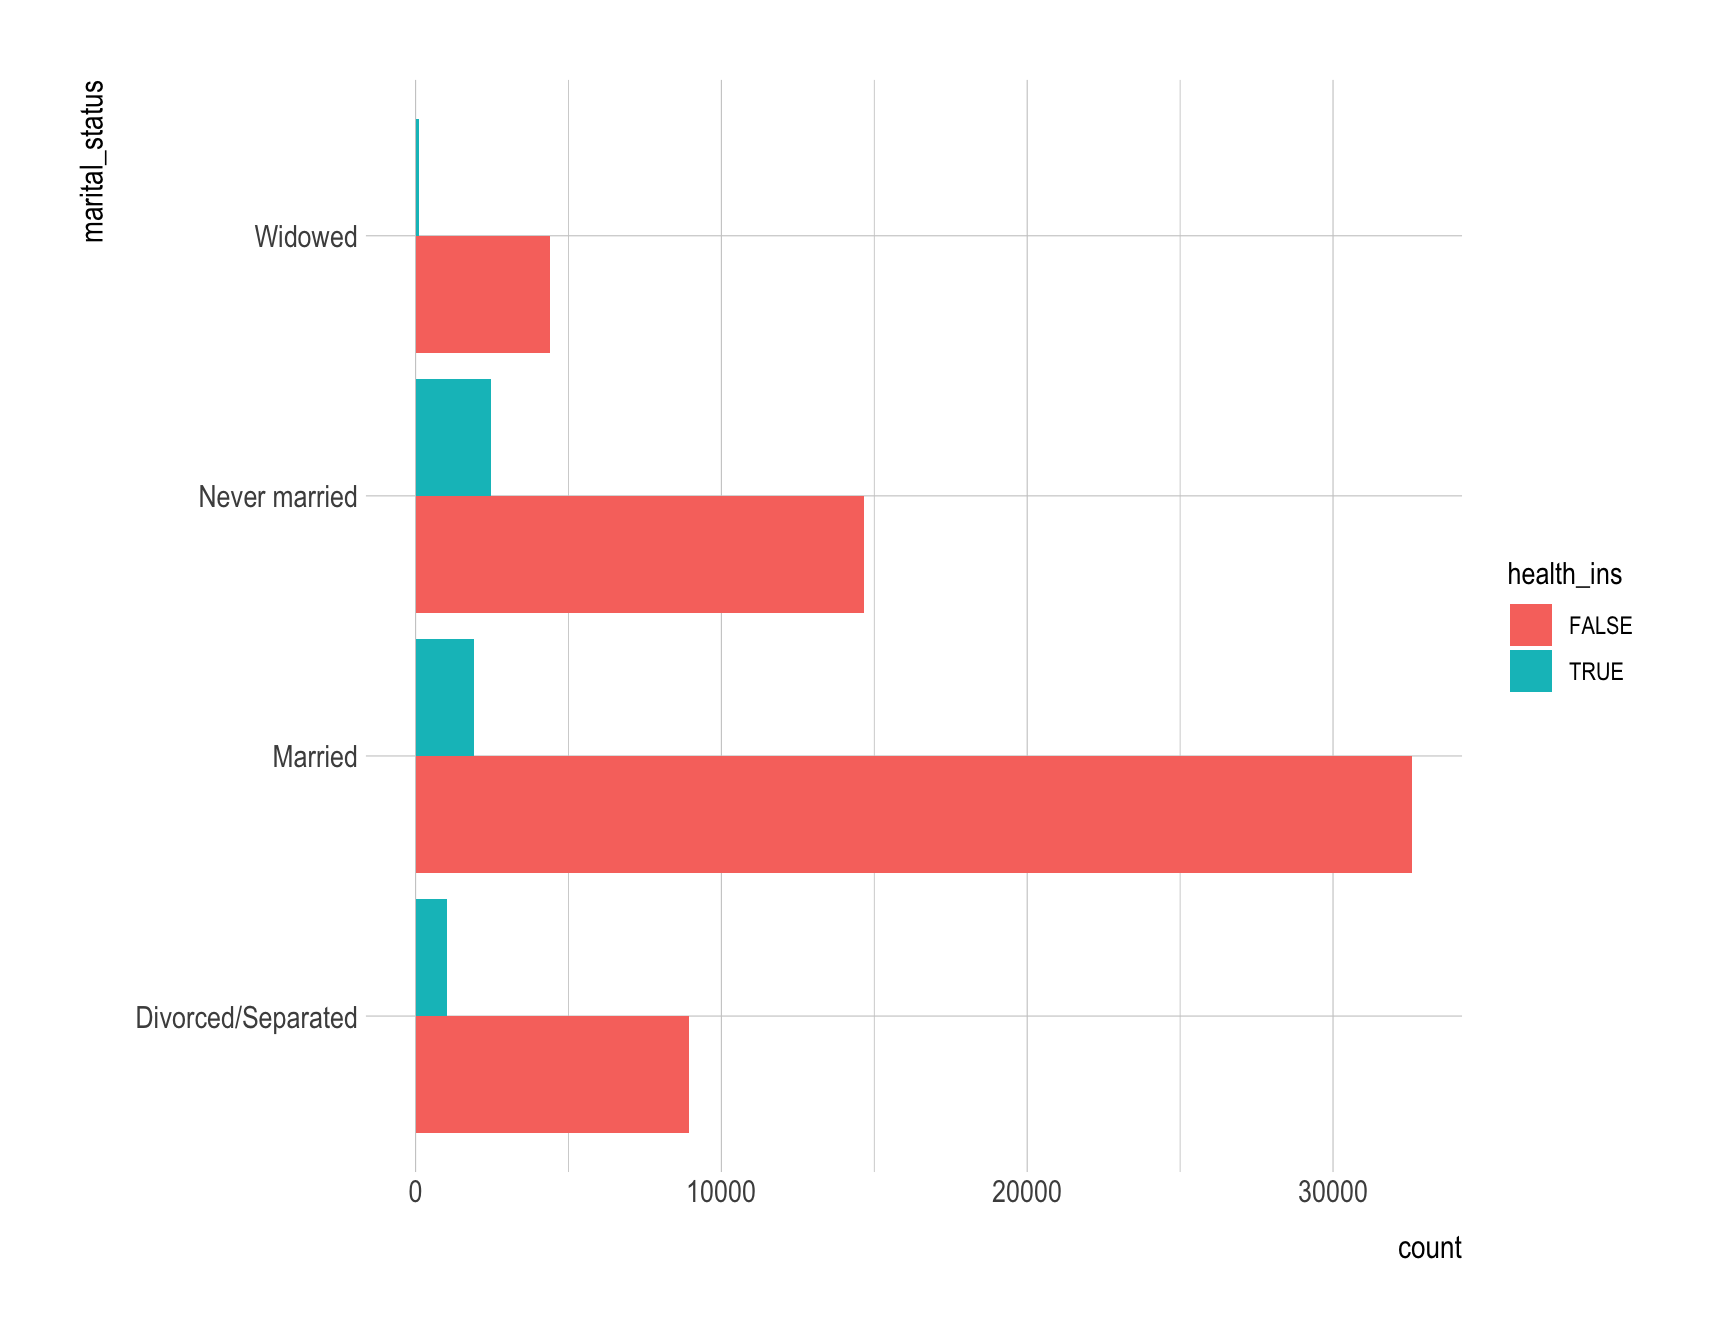 marital_status
Widowed
Never married
Married
Divorced/Separated
0 10000 20000 30000
count
health_ins
FALSE
TRUE